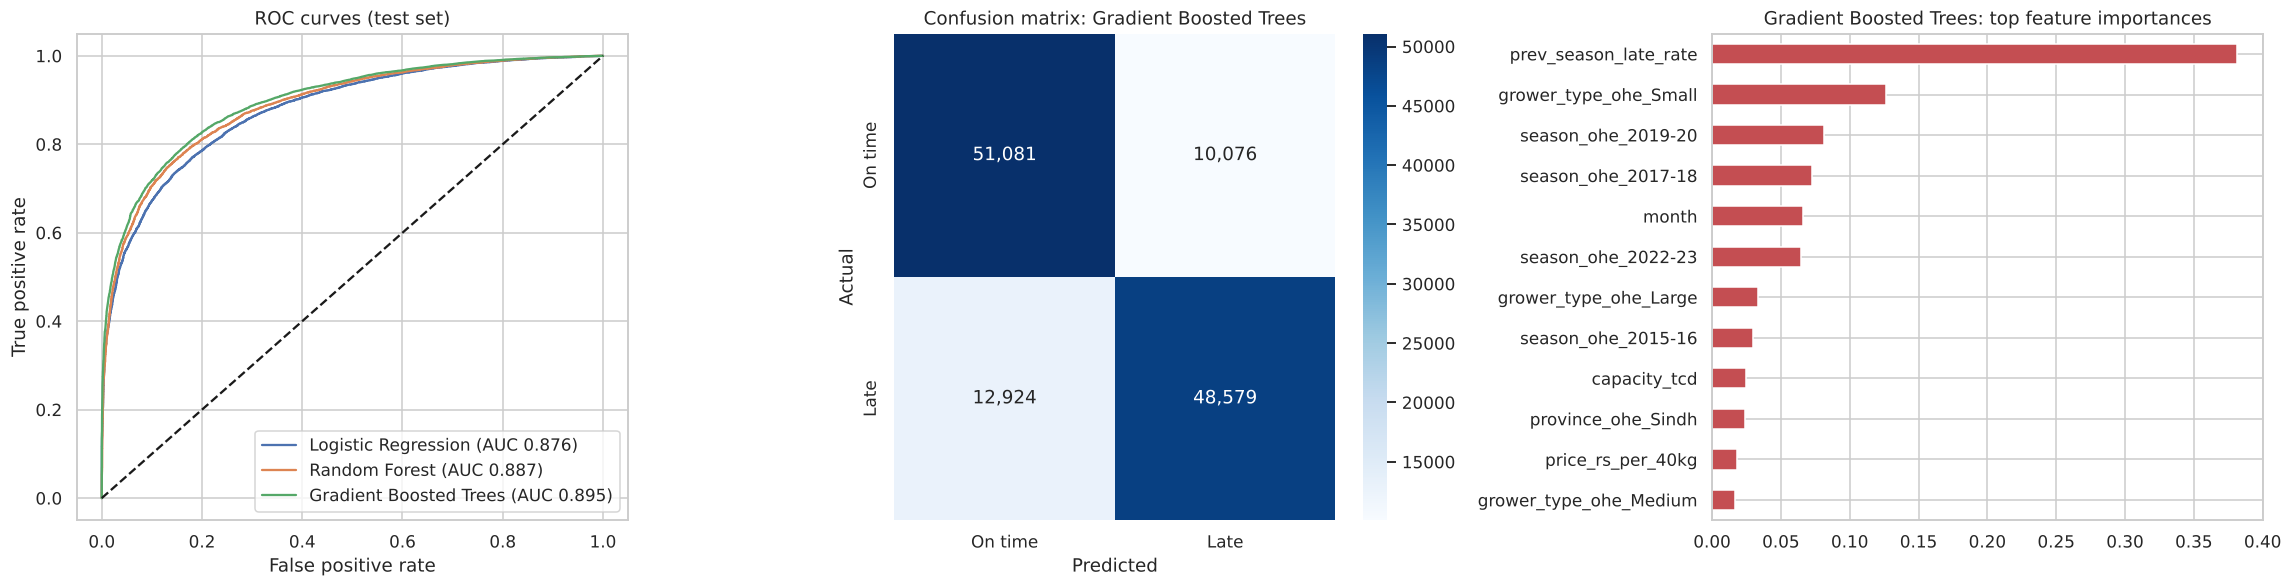 ROC curves (test set)
True positive rate
1.0
0.8
0.6
0.4
0.2
0.0
Logistic Regression (AUC 0.876)
Random Forest (AUC 0.887)
Gradient Boosted Trees (AUC 0.895)
0.0 0.2 0.4 0.6 0.8 1.0
False positive rate
Confusion matrix: Gradient Boosted Trees
Actual
On time
Late
51,081 10,076
12,924 48,579
On time Late
Predicted
50000
45000
40000
35000
30000
25000
20000
15000
Gradient Boosted Trees: top feature importances
prev_season_late_rate
grower_type_ohe_Small
season_ohe_2019-20
season_ohe_2017-18
month
season_ohe_2022-23
grower_type_ohe_Large
season_ohe_2015-16
capacity_tcd
province_ohe_Sindh
price_rs_per_40kg
grower_type_ohe_Medium
0.00 0.05 0.10 0.15 0.20 0.25 0.30 0.35 0.40